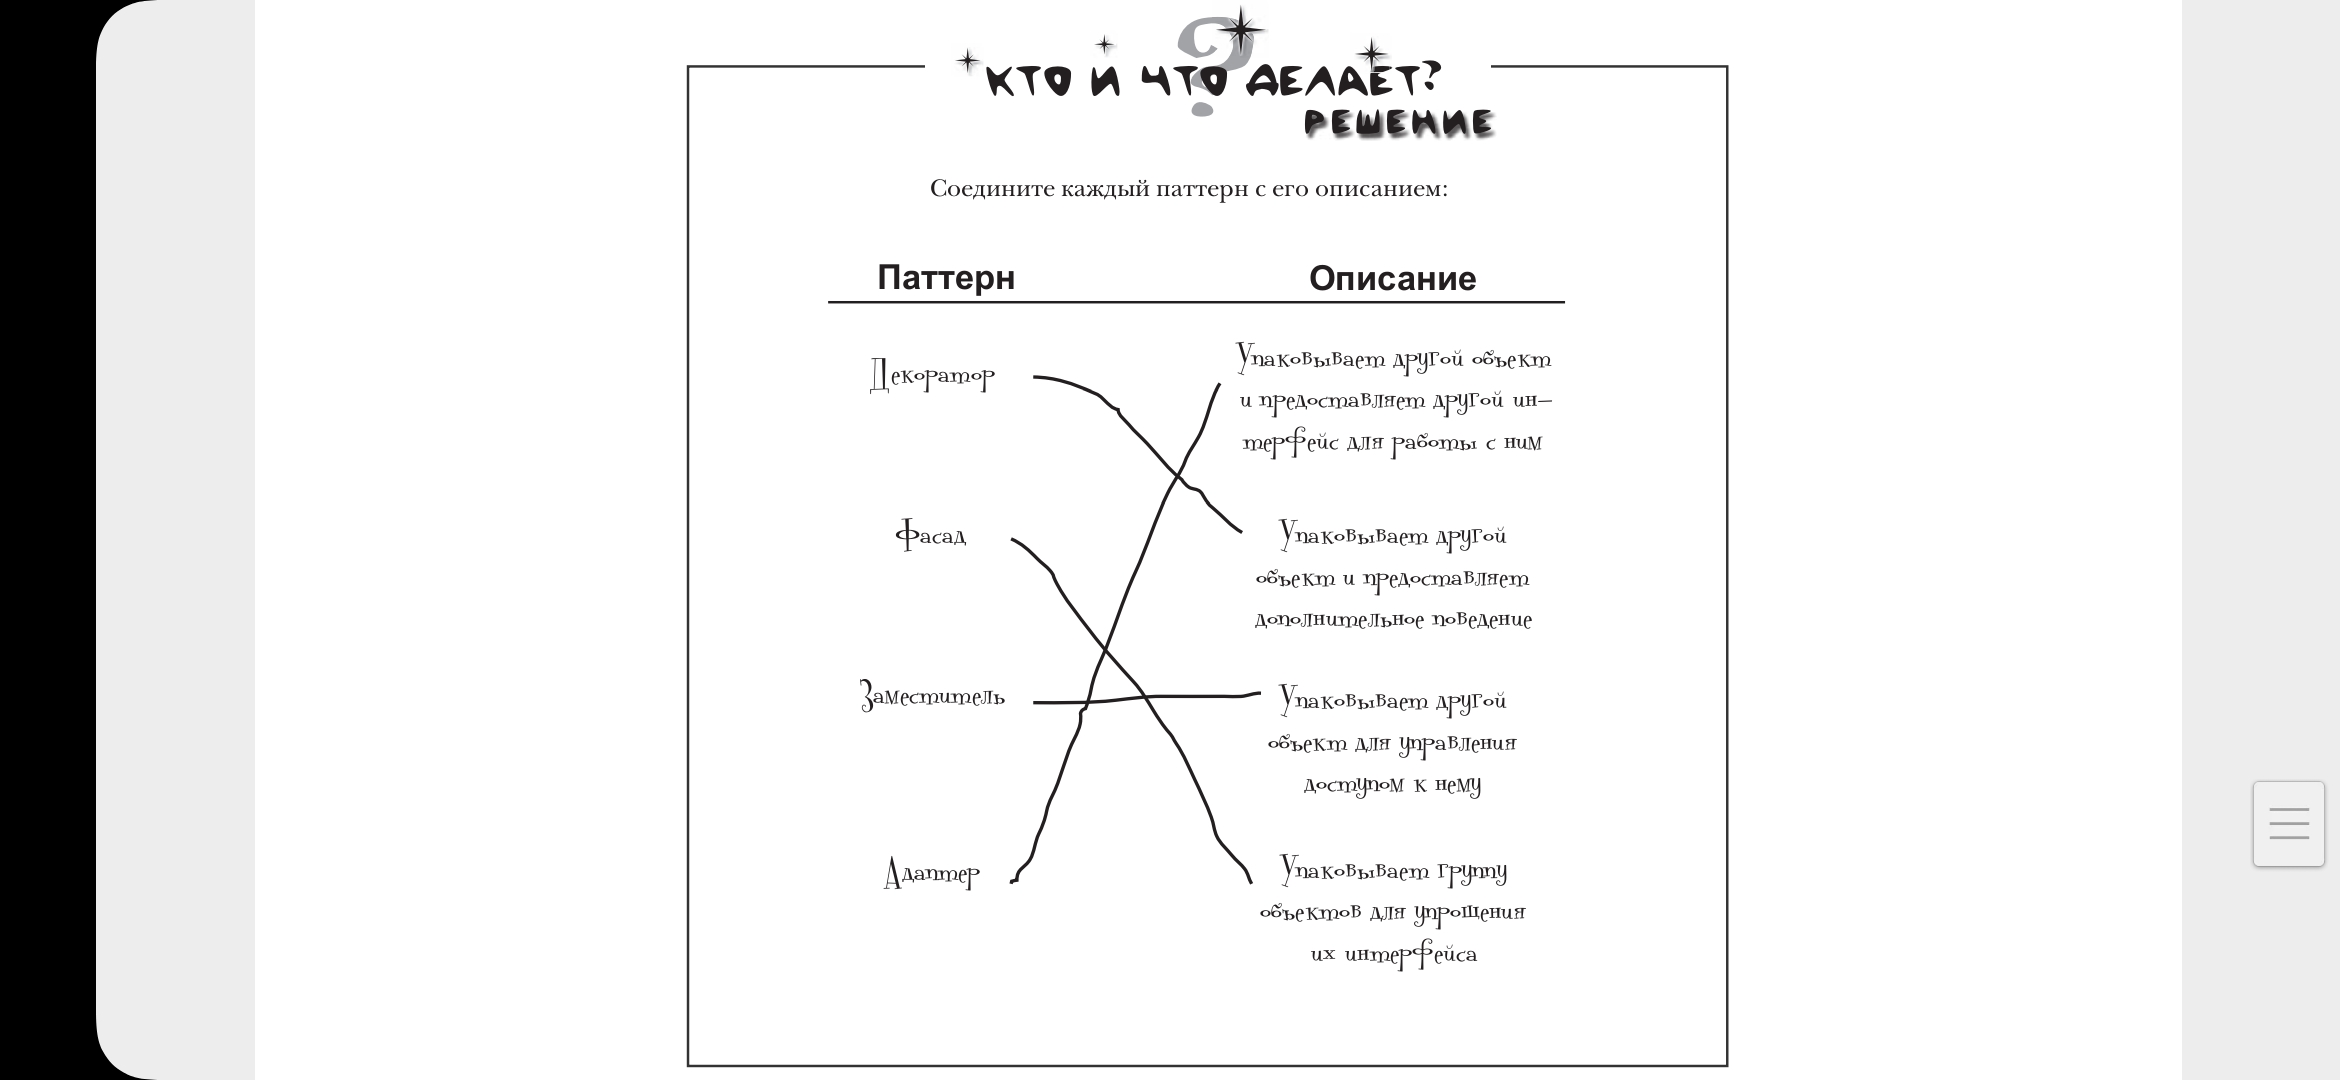 КТО И ЧТО ДЕЛАЕТ?
РЕШЕНИЕ
Соедините каждый паттерн с его описанием:
Паттерн
Описание
Декоратор
Упаковывает другой объект
и предоставляет другой ин-
терфейс для работы с ним
Фасад
Упаковывает другой
объект и предоставляет
дополнительное поведение
Заместитель
Упаковывает другой
объект для управления
доступом к нему
Адаптер
Упаковывает группу
объектов для упрощения
их интерфейса